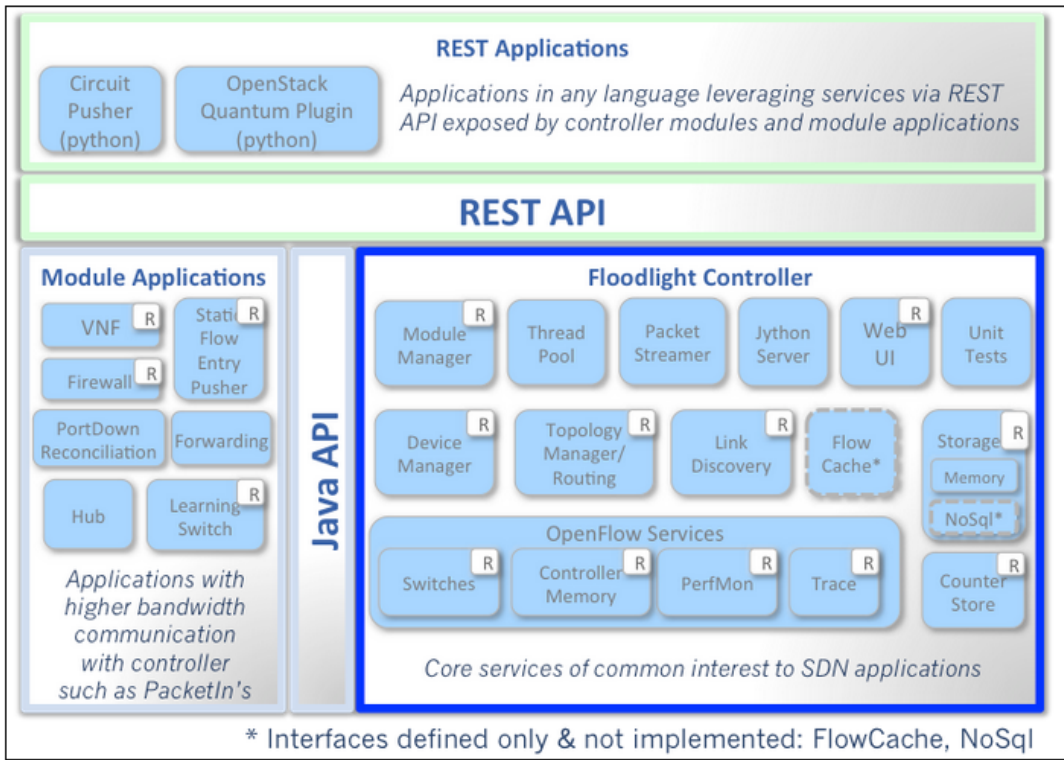 REST Applications
Circuit
Pusher
(python)
OpenStack
Quantum Plugin
(python)
Applications in any language leveraging services via REST
API exposed by controller modules and module applications
REST API
Module Applications
VNF
R
Static
Flow
Entry
Pusher
R
Firewall
R
PortDown
Reconciliation
Forwarding
Hub
Learning
Switch
R
Applications with
higher bandwidth
communication
with controller
such as PacketIn's
Java API
Floodlight Controller
Module
Manager
R
Thread
Pool
Packet
Streamer
Jython
Server
Web
UI
R
Unit
Tests
Device
Manager
R
Topology
Manager/
Routing
R
Link
Discovery
R
Flow
Cache*
Storage
R
Memory
NoSql*
OpenFlow Services
Switches
R
Controller
Memory
R
PerfMon
R
Trace
R
Counter
Store
R
Core services of common interest to SDN applications
* Interfaces defined only & not implemented: FlowCache, NoSql